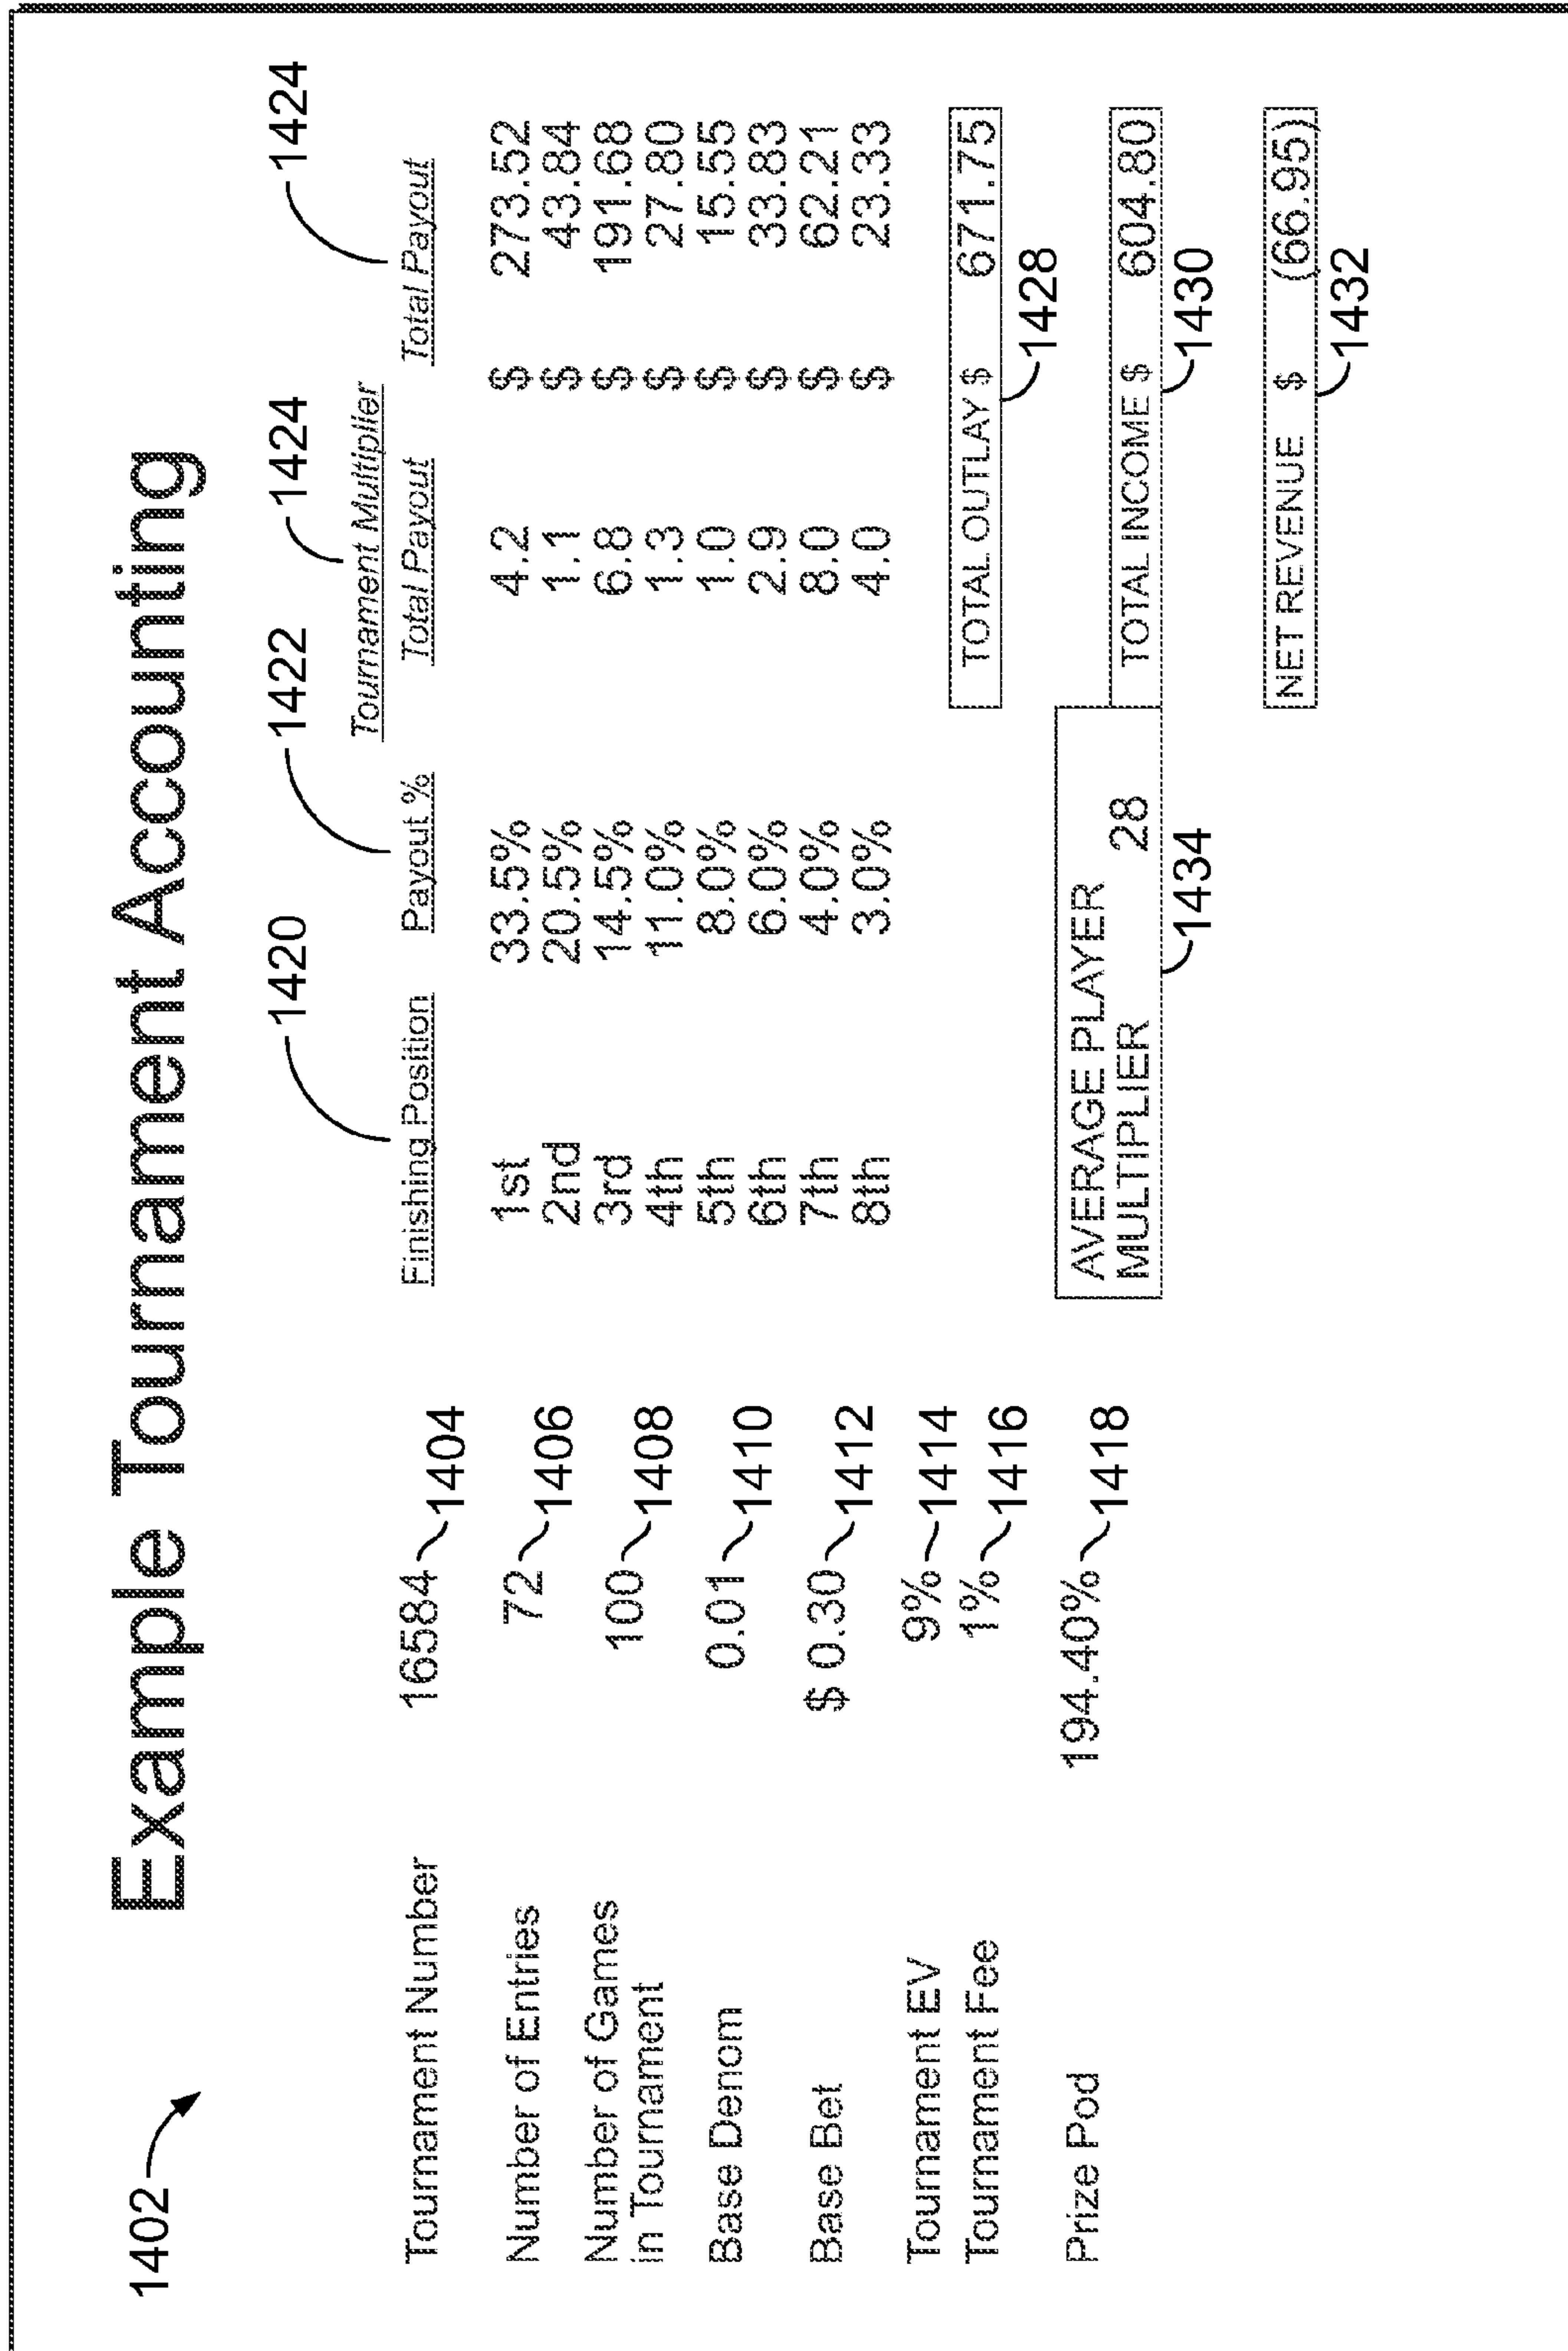 1402
Example Tournament Accounting
Tournament Number 16584 1404
Number of Entries 72 1406
Number of Games
in Tournament 100 1408
Base Denom 0.01 1410
Base Bet $ 0.30 1412
Tournament EV 9% 1414
Tournament Fee 1% 1416
Prize Pod 194.40% 1418
1420 1422 1424 1424
Tournament Multiplier
Finishing Position Payout % Total Payout Total Payout
1st 33.5% 4.2 $ 273.52
2nd 20.5% 1.1 $ 43.84
3rd 14.5% 6.8 $ 191.68
4th 11.0% 1.3 $ 27.80
5th 8.0% 1.0 $ 15.55
6th 6.0% 2.9 $ 33.83
7th 4.0% 8.0 $ 62.21
8th 3.0% 4.0 $ 23.33
TOTAL OUTLAY $ 671.75
1428
AVERAGE PLAYER
MULTIPLIER 28
1434
TOTAL INCOME $ 604.80
1430
NET REVENUE $ (66.95)
1432